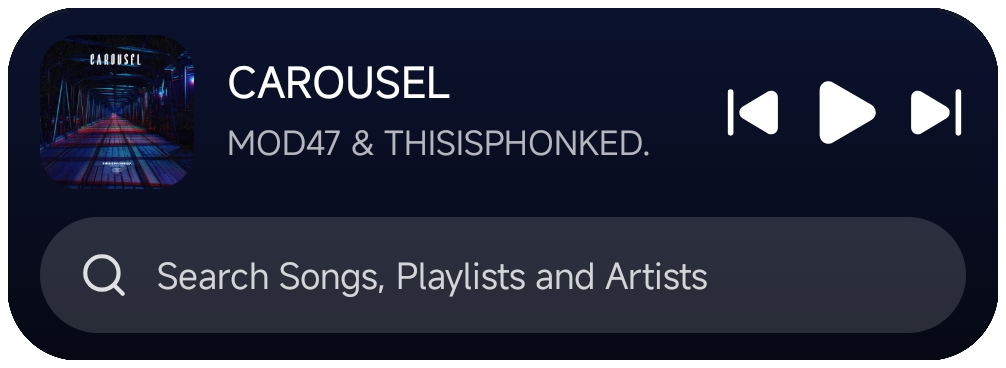 CAROUSEL
CAROUSEL
MOD47 & THISISPHONKED.
Search Songs, Playlists and Artists